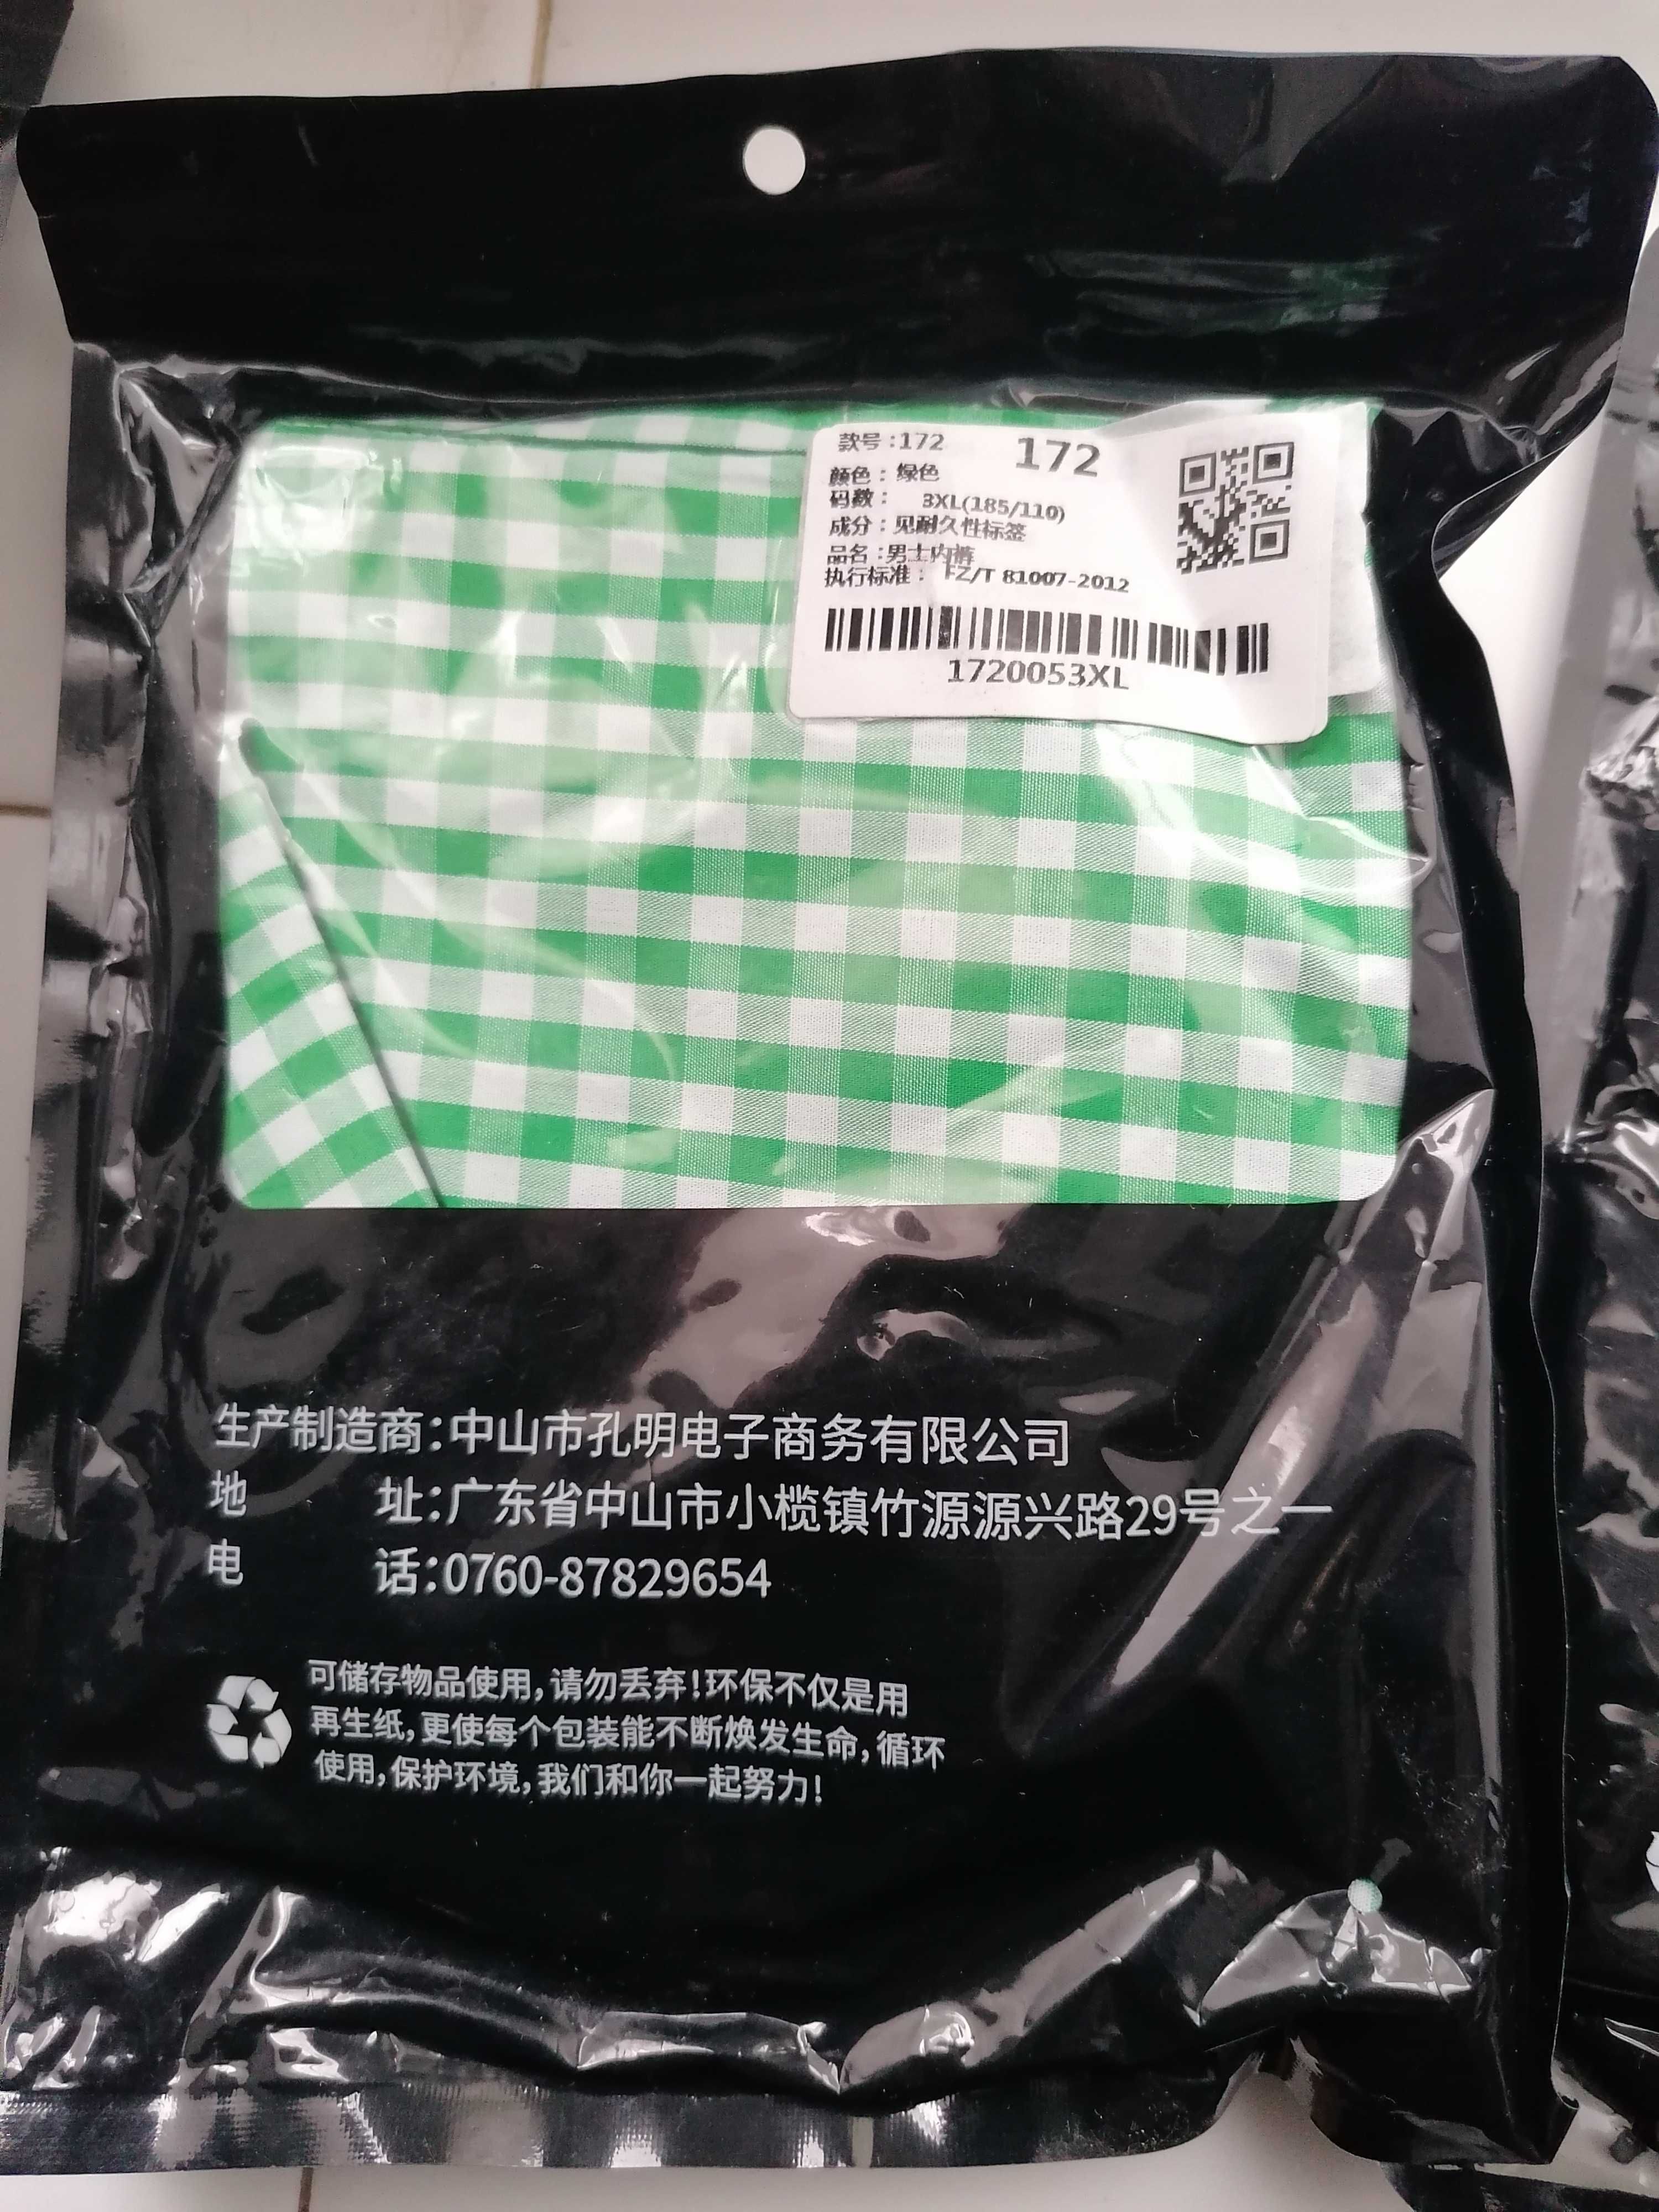 款号:172 172
颜色: 绿色
码数: 3XL(185/110)
成分:见耐久性标签
品名:男士内裤
执行标准: FZ/T 81007-2012
1720053XL
生产制造商:中山市孔明电子商务有限公司
地 址:广东省中山市小榄镇竹源源兴路29号之一
电 话:0760-87829654
可储存物品使用,请勿丢弃!环保不仅是用
再生纸,更使每个包装能不断焕发生命,循环
使用,保护环境,我们和你一起努力!